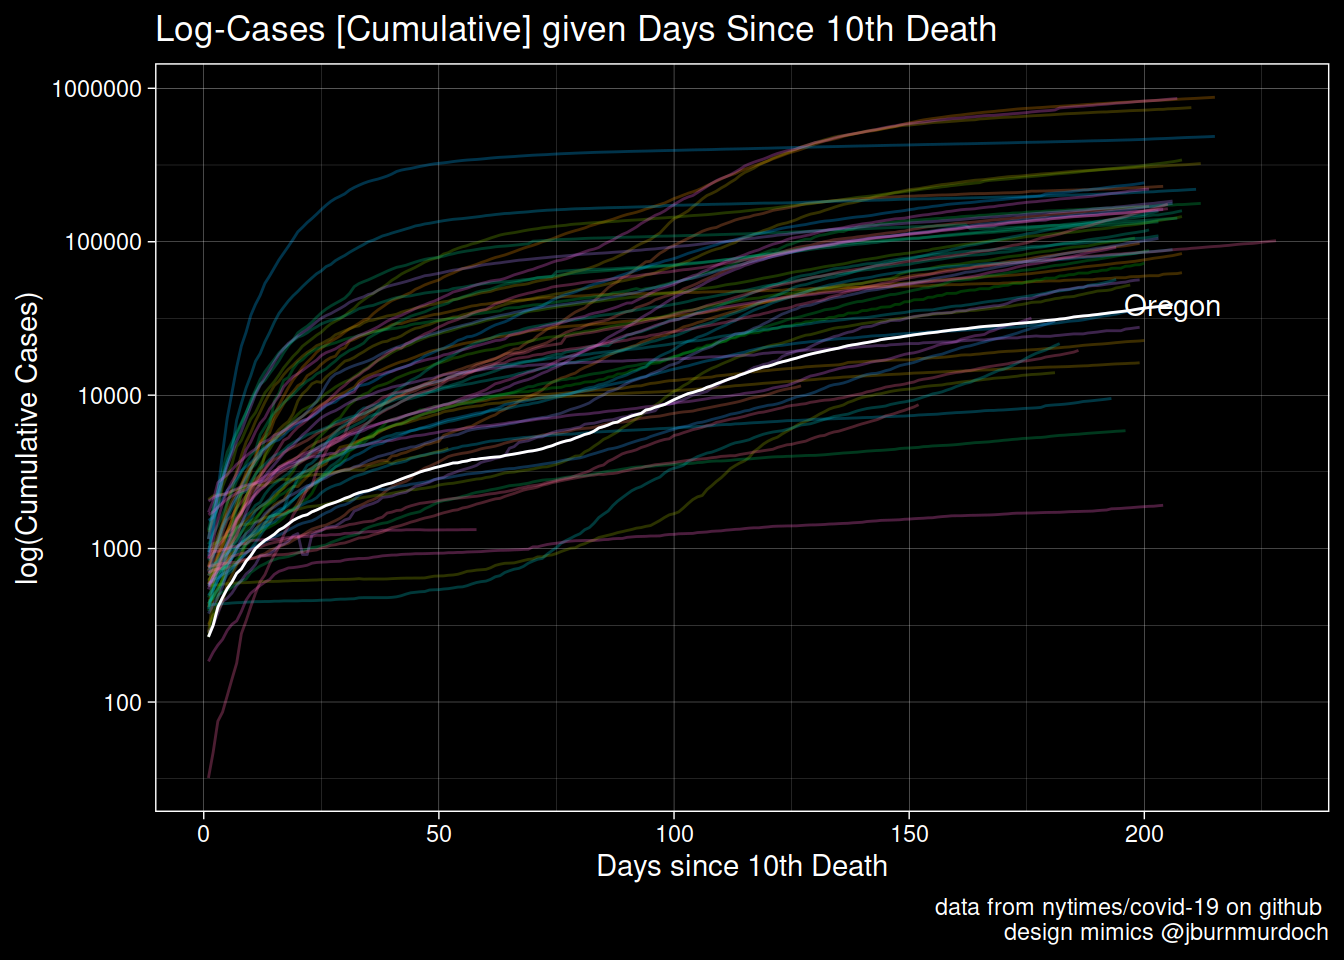 Log-Cases [Cumulative] given Days Since 10th Death
log(Cumulative Cases)
1000000
100000
10000
1000
100
Oregon
0 50 100 150 200
Days since 10th Death
data from nytimes/covid-19 on github
design mimics @jburnmurdoch